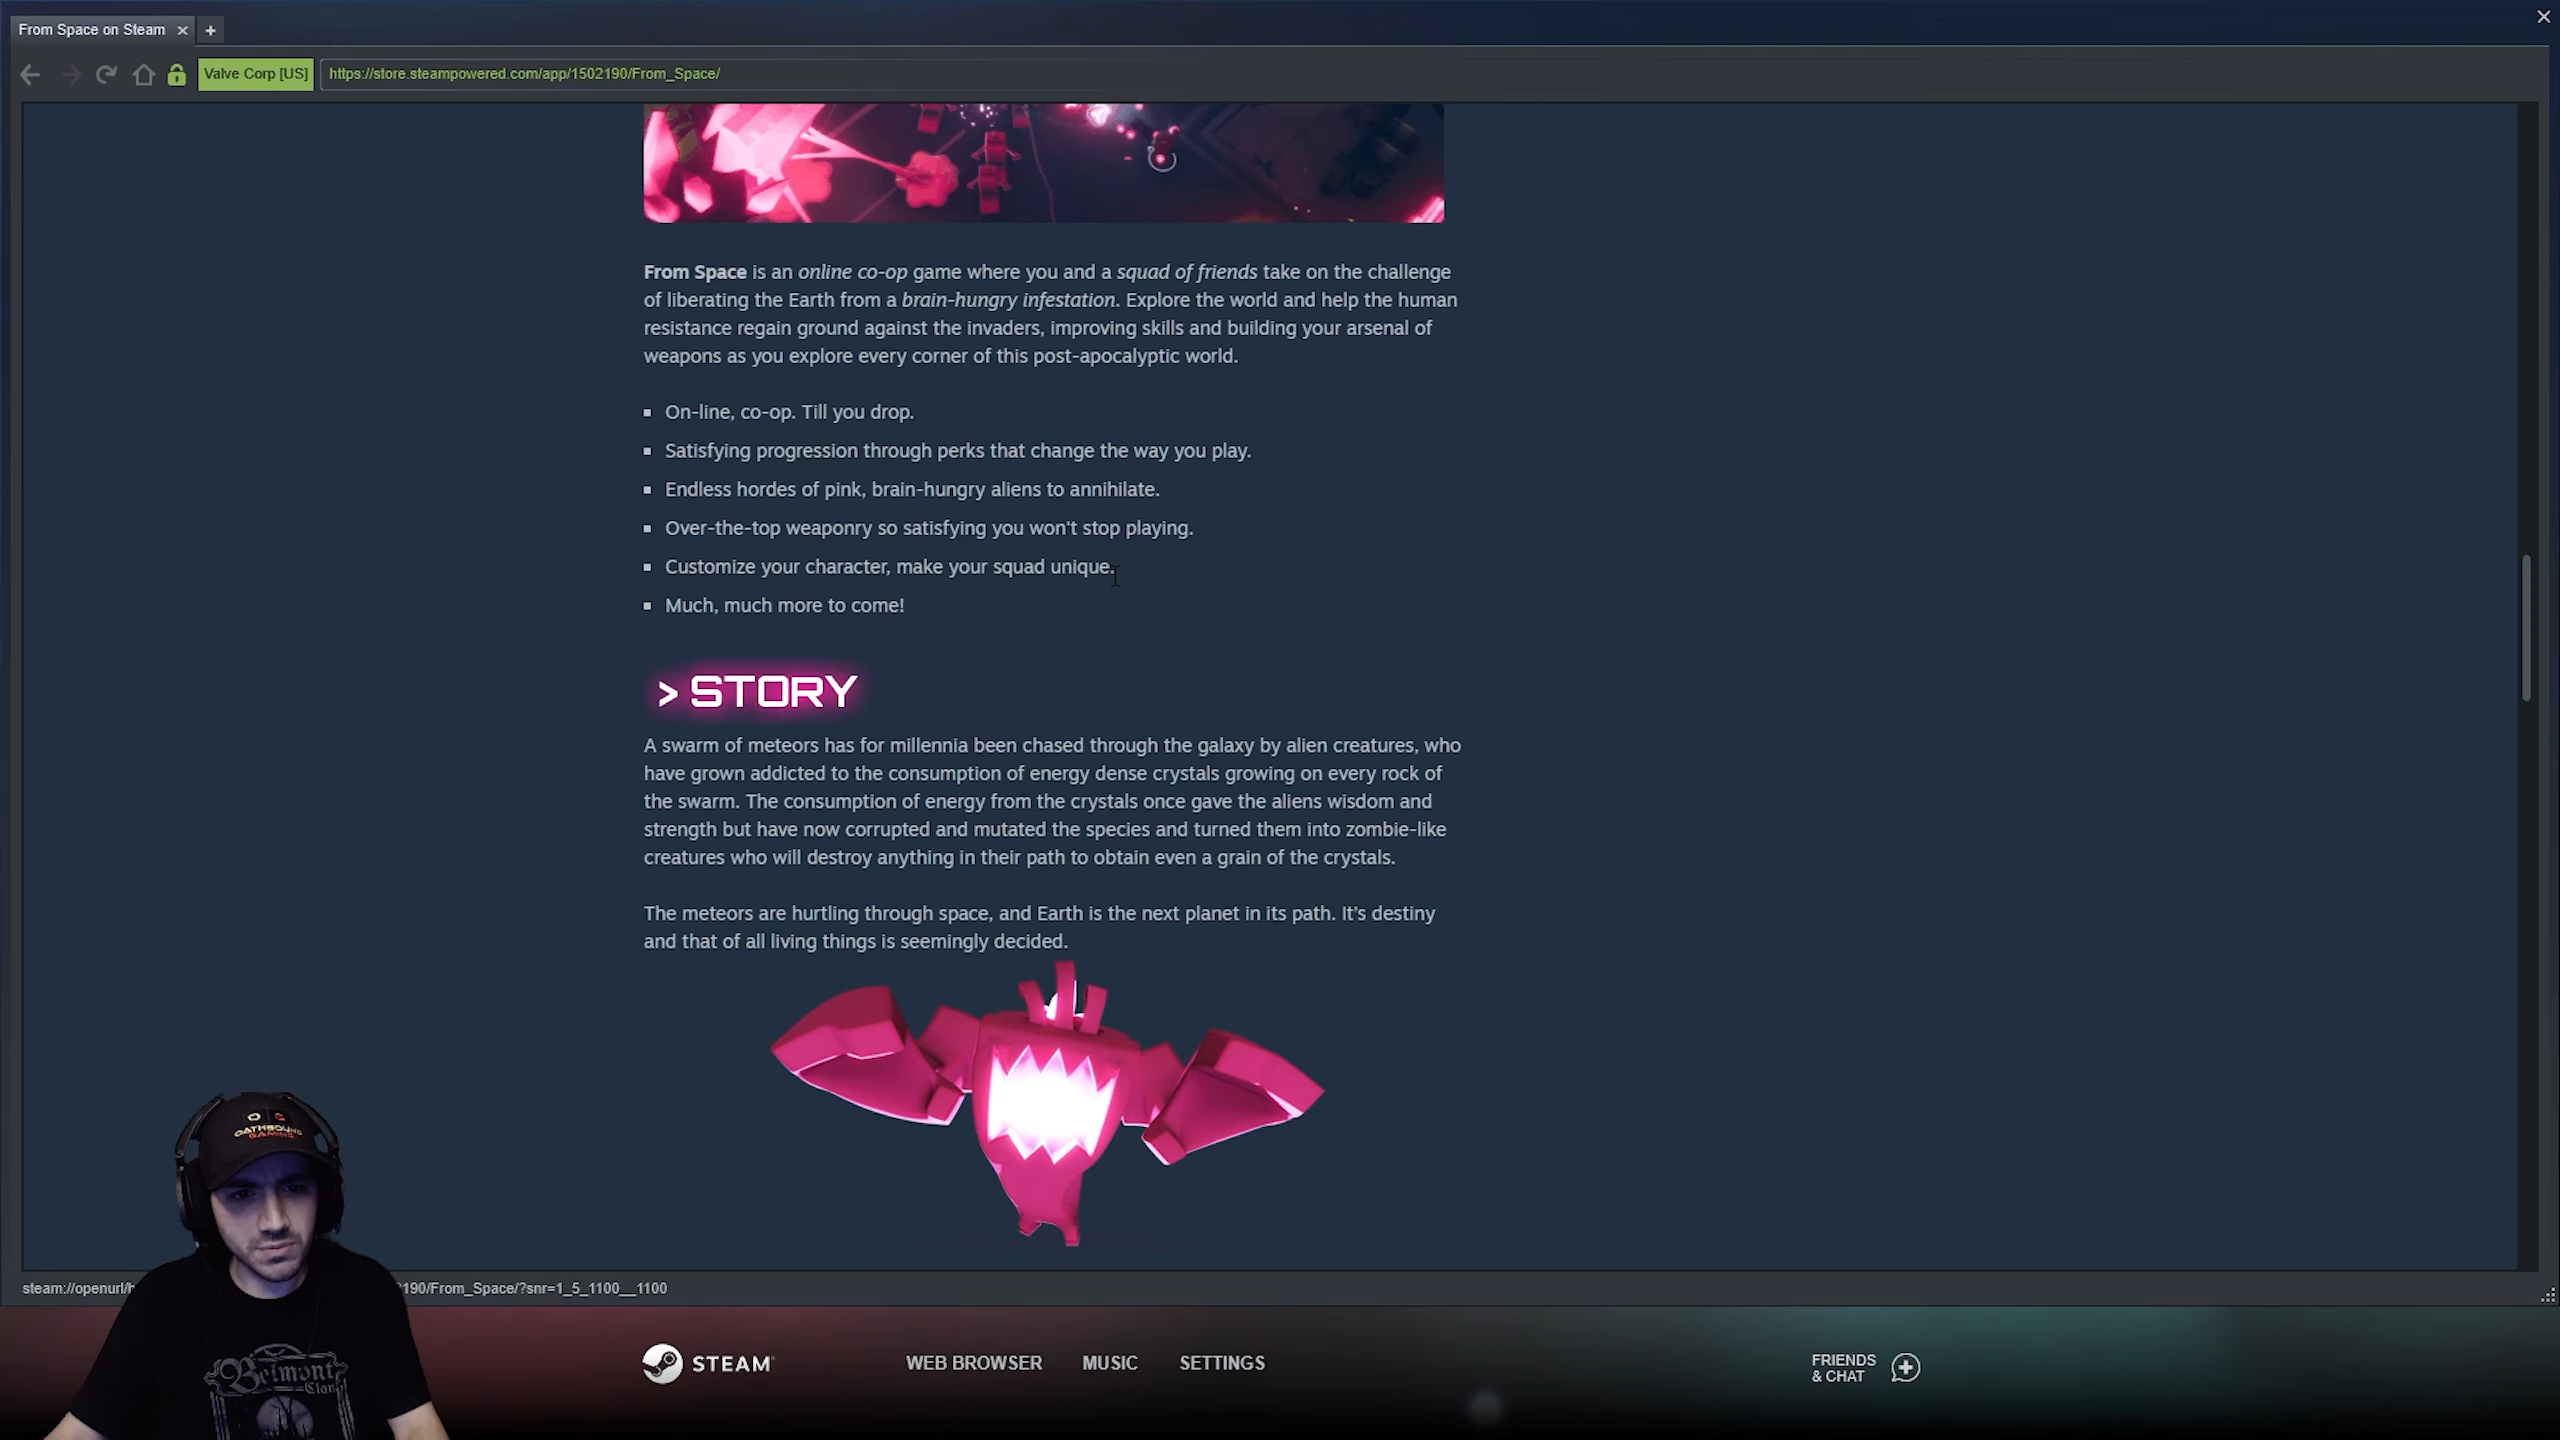 From Space on Steam
Valve Corp [US]
https://store.steampowered.com/app/1502190/From_Space/
From Space is an online co-op game where you and a squad of friends take on the challenge
of liberating the Earth from a brain-hungry infestation. Explore the world and help the human
resistance regain ground against the invaders, improving skills and building your arsenal of
weapons as you explore every corner of this post-apocalyptic world.
On-line, co-op. Till you drop.
Satisfying progression through perks that change the way you play.
Endless hordes of pink, brain-hungry aliens to annihilate.
Over-the-top weaponry so satisfying you won't stop playing.
Customize your character, make your squad unique.
Much, much more to come!
> STORY
A swarm of meteors has for millennia been chased through the galaxy by alien creatures, who
have grown addicted to the consumption of energy dense crystals growing on every rock of
the swarm. The consumption of energy from the crystals once gave the aliens wisdom and
strength but have now corrupted and mutated the species and turned them into zombie-like
creatures who will destroy anything in their path to obtain even a grain of the crystals.
The meteors are hurtling through space, and Earth is the next planet in its path. It's destiny
and that of all living things is seemingly decided.
OATHBOUND
GAMING
steam://openurl/h 190/From_Space/?snr=1_5_1100__1100
Belmont
Clan
STEAM
WEB BROWSER
MUSIC
SETTINGS
FRIENDS
& CHAT